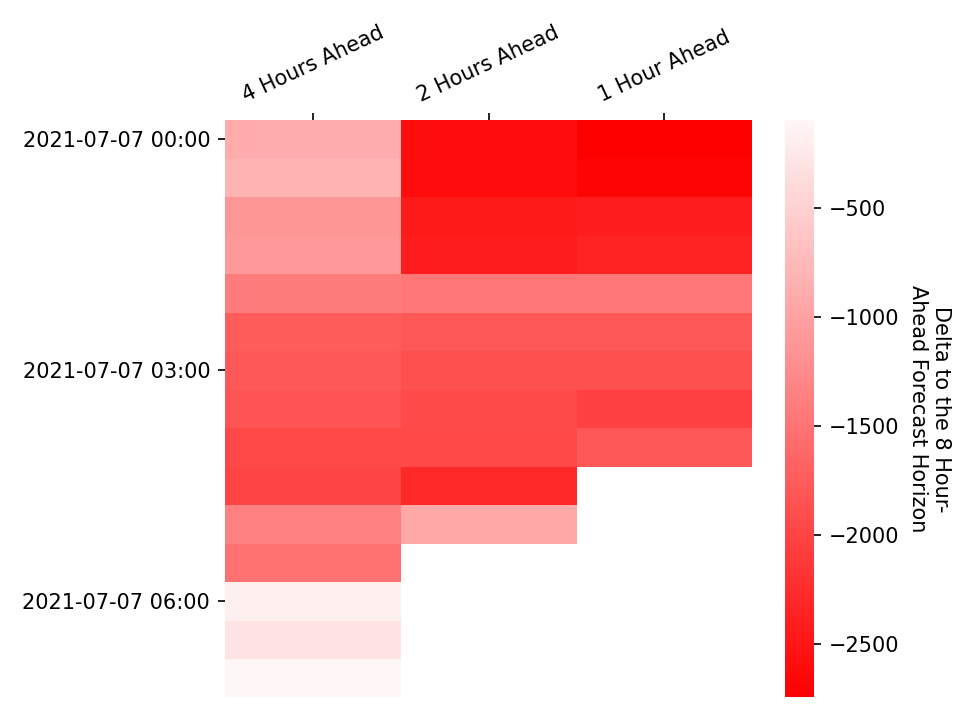 4 Hours Ahead
2 Hours Ahead
1 Hour Ahead
2021-07-07 00:00
2021-07-07 03:00
2021-07-07 06:00
−500
−1000
−1500
−2000
−2500
Delta to the 8 Hour-
Ahead Forecast Horizon